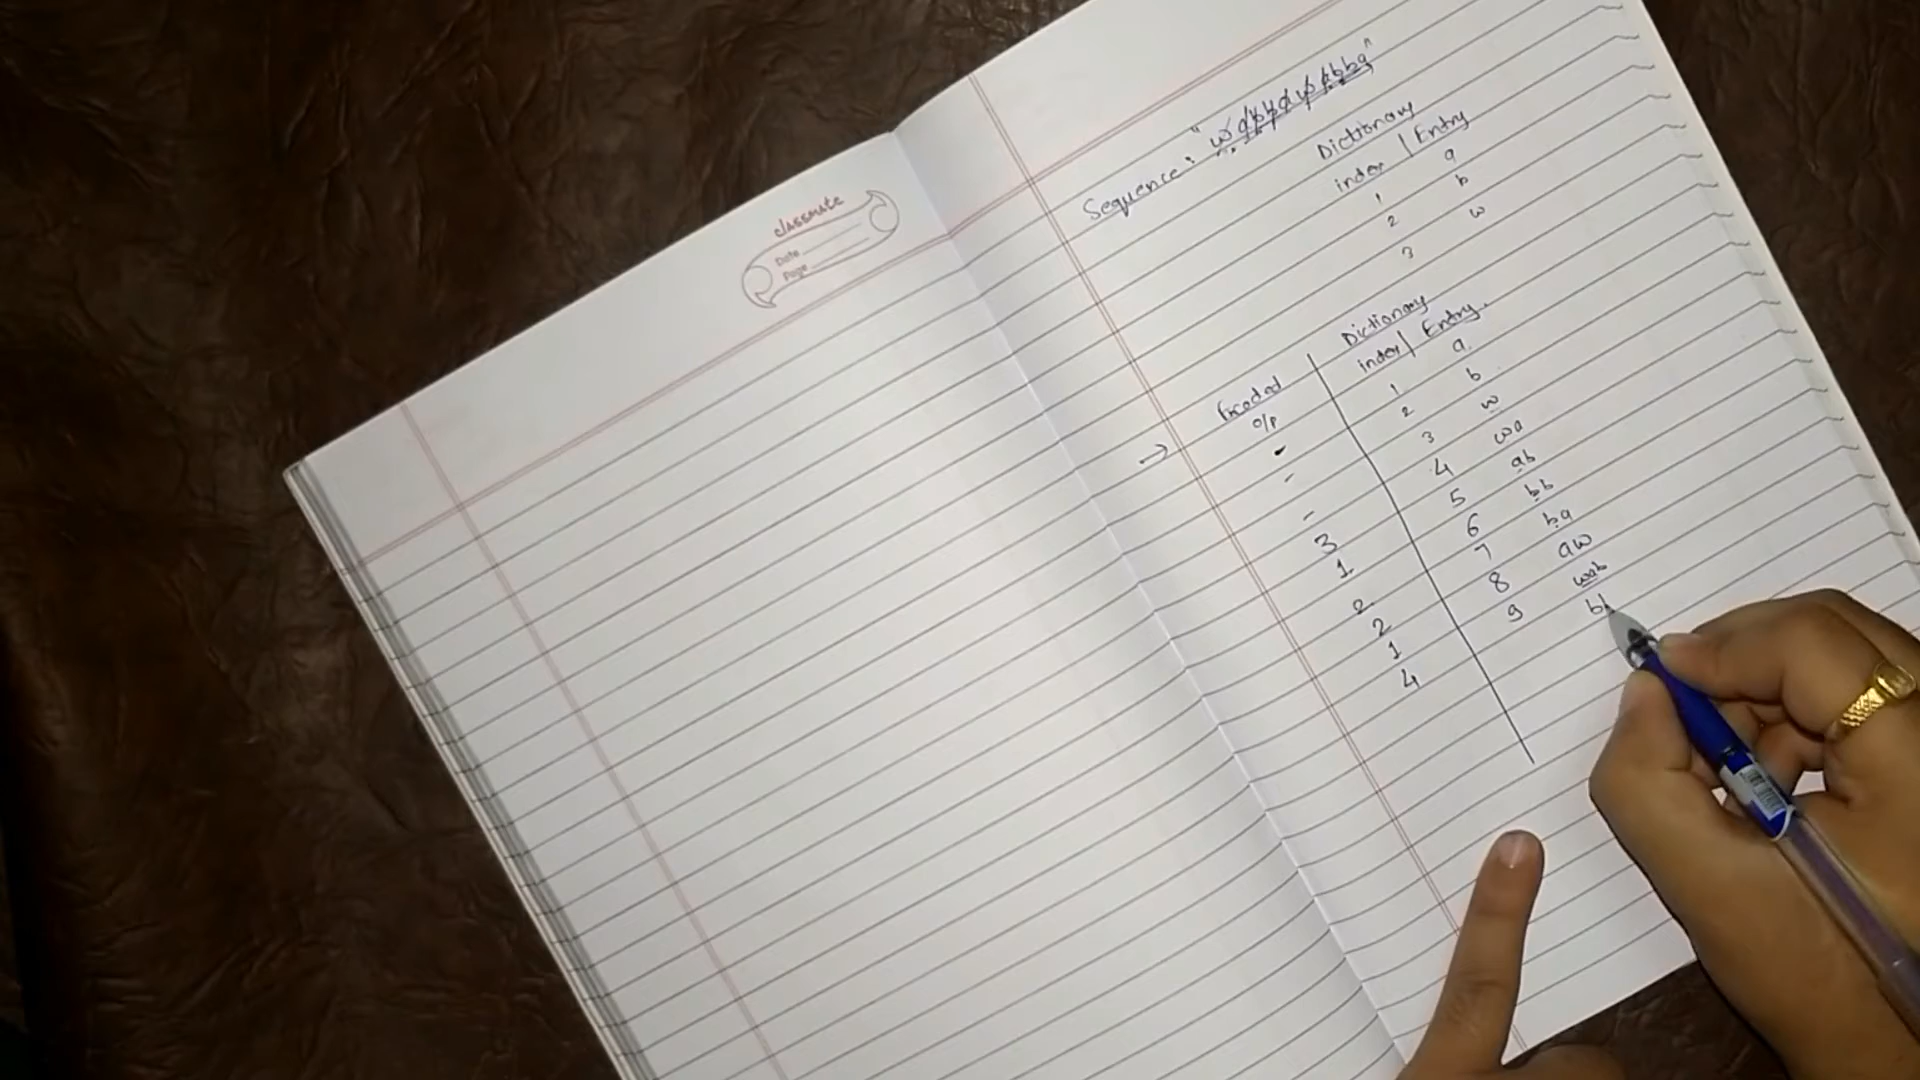 classmate
Date
Page
Sequence : "wabbawabba"
Dictionary
index | Entry
1 a
2 b
3 w
Dictionary
Encoded index | Entry
o/p
→ - 1 a
- 2 b
- 3 w
3 4 wa
1 5 ab
2 6 bb
2 7 ba
1 8 aw
4 9 wab
b